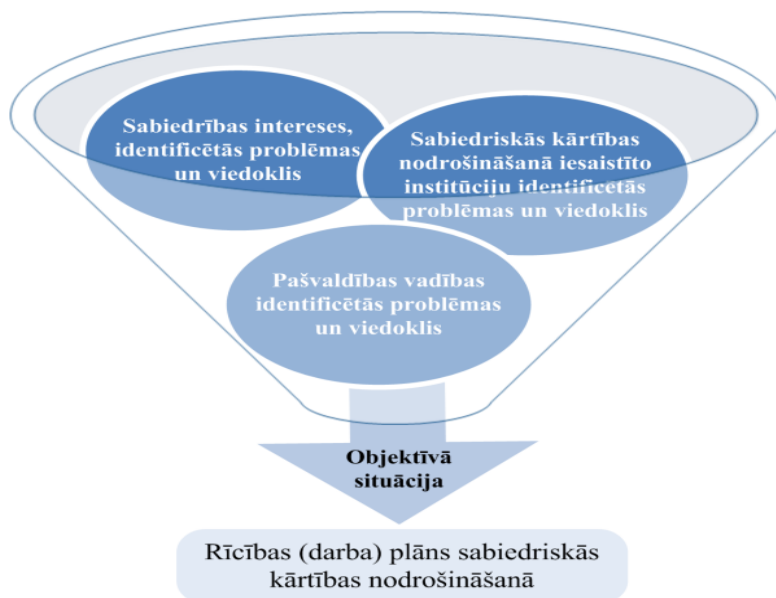 Sabiedrības intereses,
identificētās problēmas
un viedoklis
Sabiedriskās kārtības
nodrošināšanā iesaistīto
institūciju identificetās
problēmas un viedoklis
Pašvaldības vadības
identificētās problēmas
un viedoklis
Objektīvā
situācija
Rīcības (darba) plāns sabiedriskās
kārtības nodrošināšanā